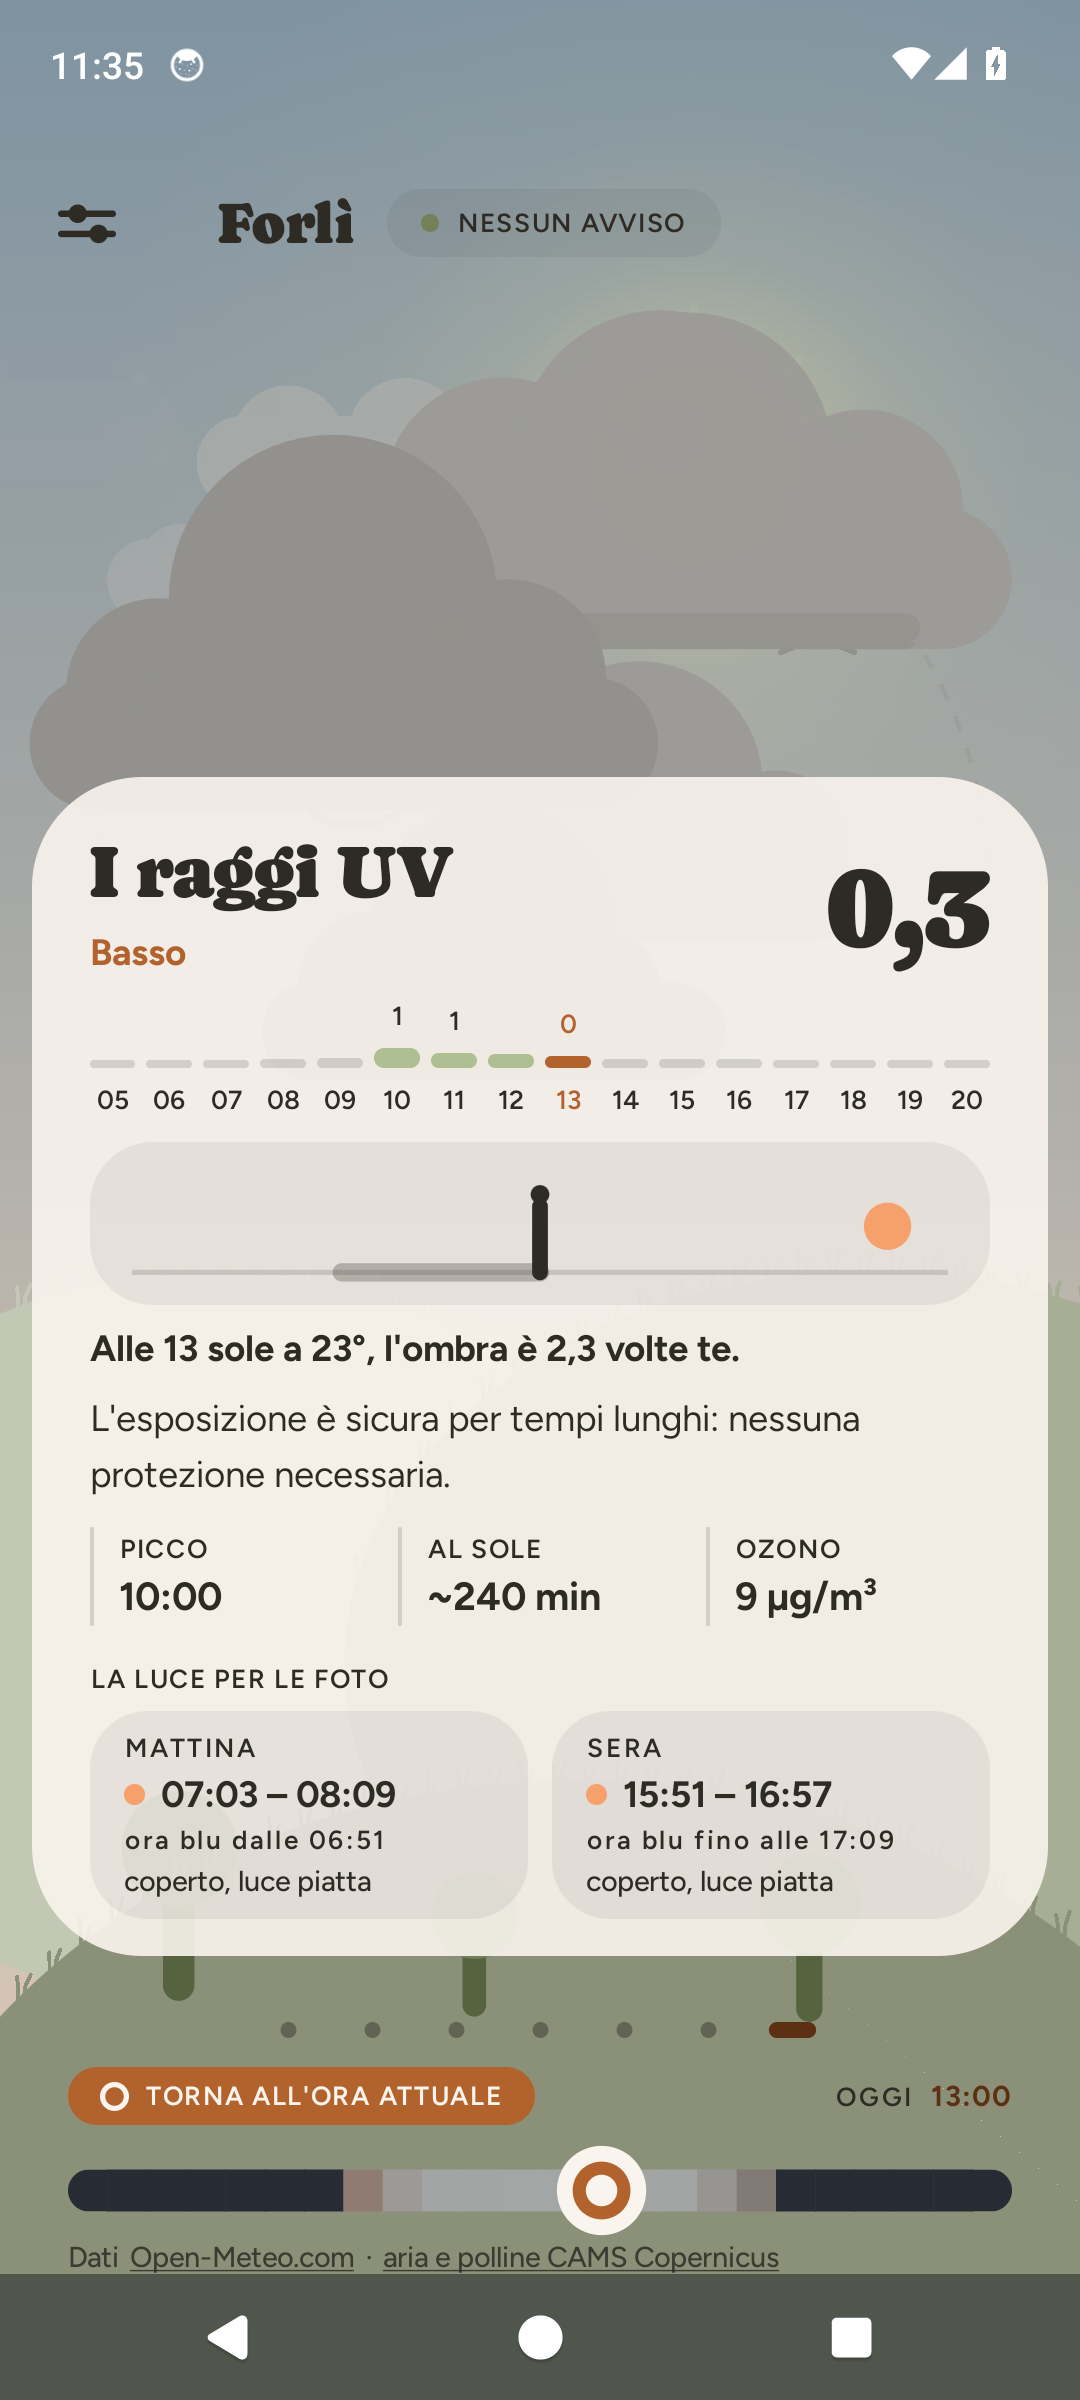 11:35
Forlì
NESSUN AVVISO
I raggi UV
0,3
Basso
1 1 0
05 06 07 08 09 10 11 12 13 14 15 16 17 18 19 20
Alle 13 sole a 23°, l'ombra è 2,3 volte te.
L'esposizione è sicura per tempi lunghi: nessuna
protezione necessaria.
PICCO AL SOLE OZONO
10:00 ~240 min 9 µg/m³
LA LUCE PER LE FOTO
MATTINA
07:03 – 08:09
ora blu dalle 06:51
coperto, luce piatta
SERA
15:51 – 16:57
ora blu fino alle 17:09
coperto, luce piatta
TORNA ALL'ORA ATTUALE
OGGI 13:00
Dati Open-Meteo.com · aria e polline CAMS Copernicus